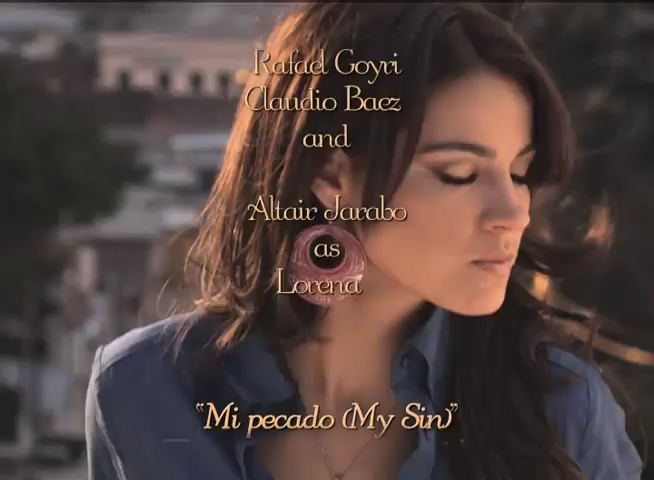 Rafael Goyri
Claudio Baez
and
Altair Jarabo
as
Lorena
"Mi pecado (My Sin)"